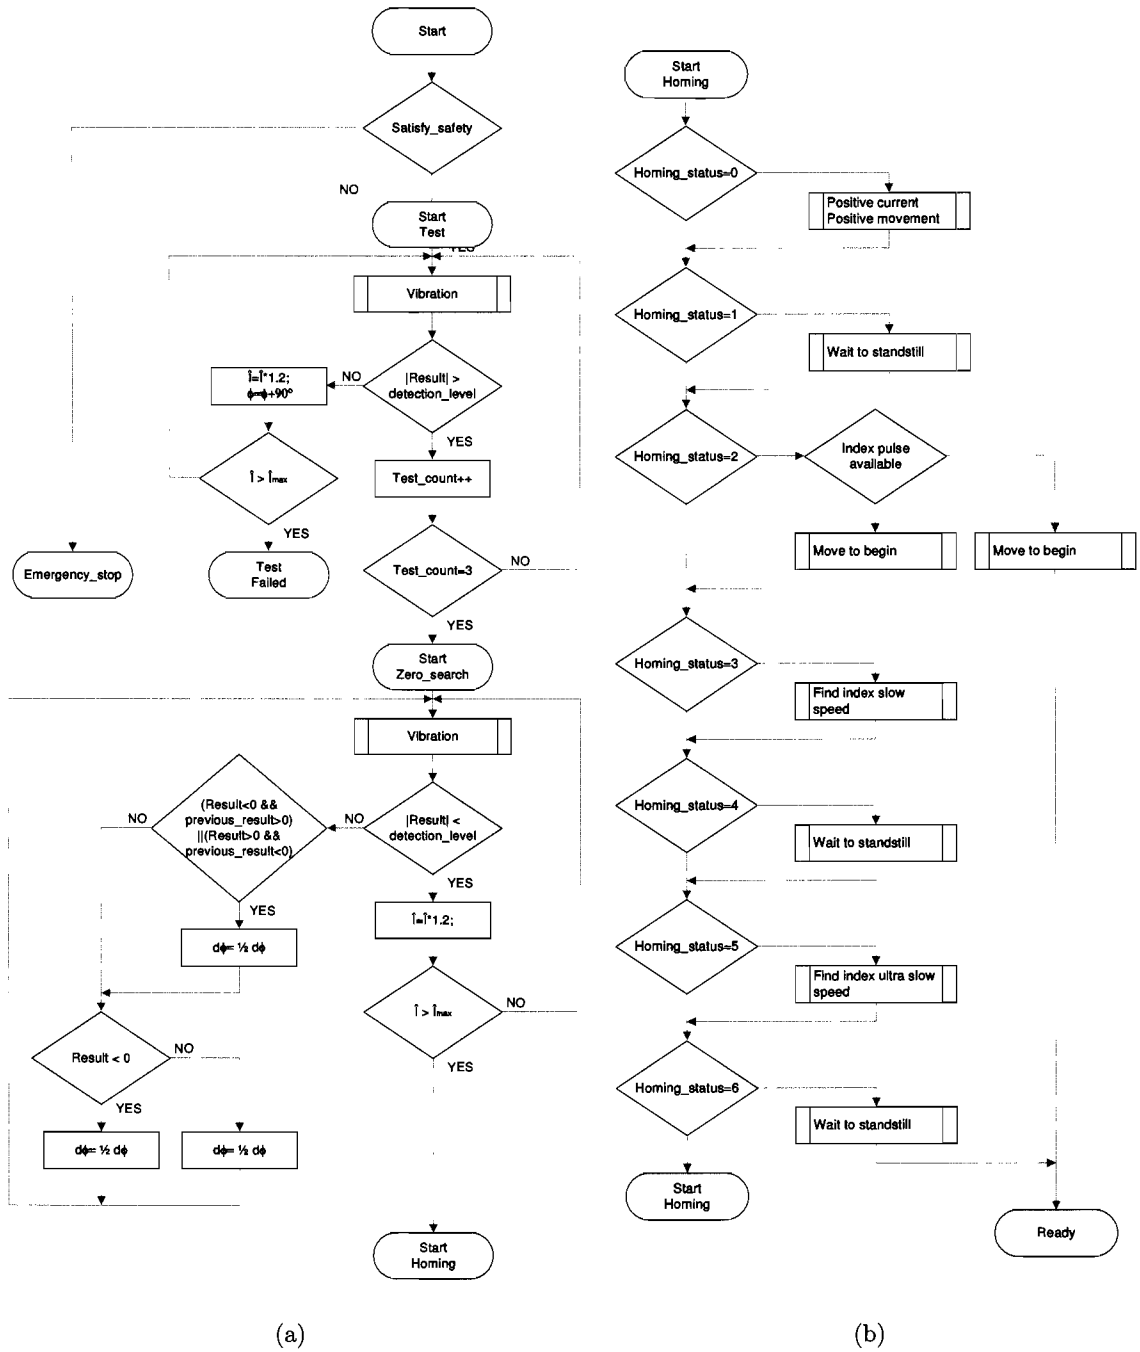 Start
Satisfy_safety
NO
Start
Test
YES
Vibration
|Result| >
detection_level
NO
Î=Î*1.2;
ϕ=ϕ+90°
YES
Î > Îmax
Test_count++
YES
Emergency_stop
Test
Failed
Test_count=3
NO
YES
Start
Zero_search
Vibration
(Result<0 &&
previous_result>0)
||(Result>0 &&
previous_result<0)
NO
NO
|Result| <
detection_level
YES
YES
Î=Î*1.2;
dϕ= ½ dϕ
Î > Îmax
NO
Result < 0
NO
YES
YES
dϕ= ½ dϕ
dϕ= ½ dϕ
Start
Homing
(a)
Start
Homing
Homing_status=0
Positive current
Positive movement
Homing_status=1
Wait to standstill
Homing_status=2
Index pulse
available
Move to begin
Move to begin
Homing_status=3
Find index slow
speed
Homing_status=4
Wait to standstill
Homing_status=5
Find index ultra slow
speed
Homing_status=6
Wait to standstill
Start
Homing
Ready
(b)